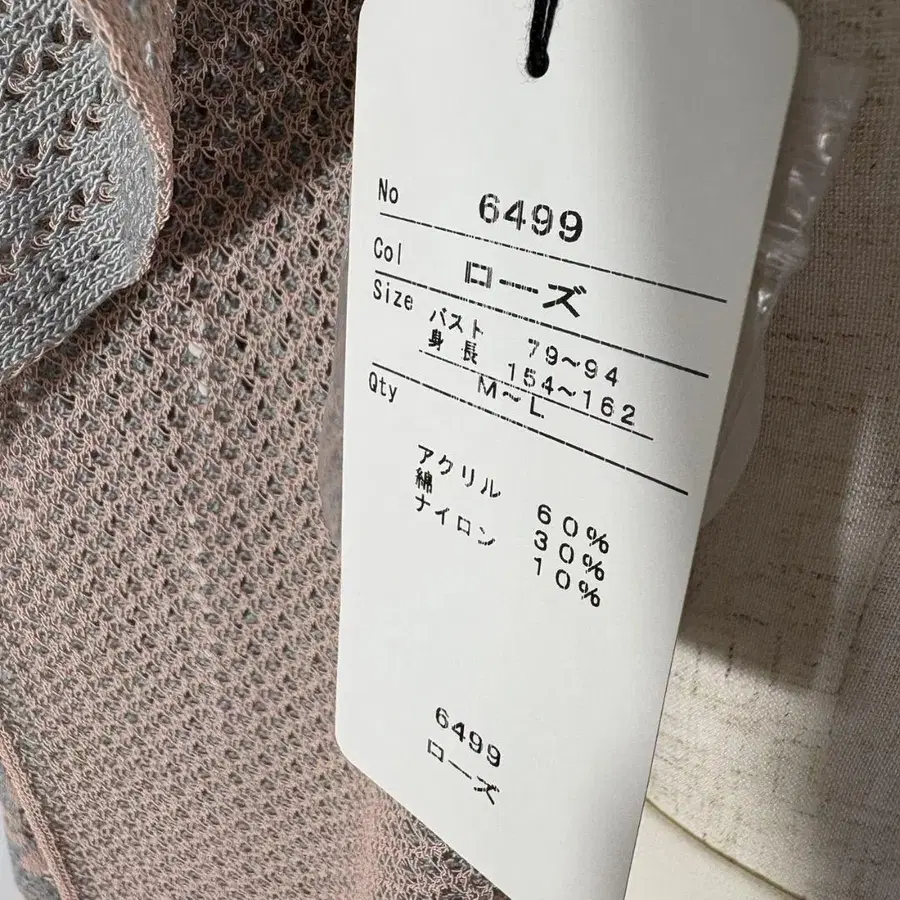 No 6499
Col ローズ
Size バスト 79~94
身長 154~162
M~L
Qty
アクリル 60%
綿 30%
ナイロン 10%
6499
ローズ